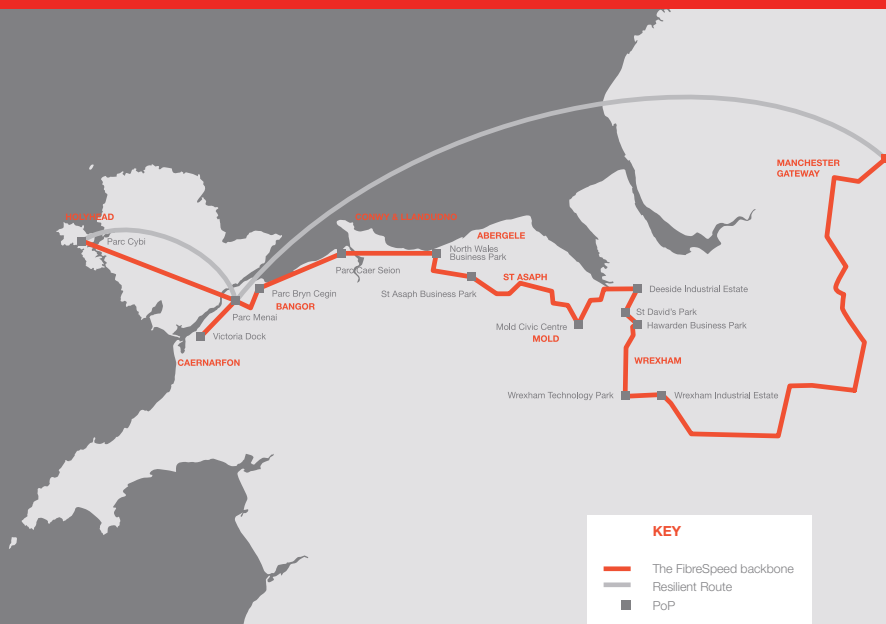 MANCHESTER
GATEWAY
HOLYHEAD
Parc Cybi
CONWY & LLANDUDNO
ABERGELE
North Wales
Business Park
Parc Caer Seion
ST ASAPH
St Asaph Business Park
Deeside Industrial Estate
Parc Bryn Cegin
BANGOR
Parc Menai
St David's Park
Hawarden Business Park
Mold Civic Centre
MOLD
Victoria Dock
CAERNARFON
WREXHAM
Wrexham Technology Park
Wrexham Industrial Estate
KEY
The FibreSpeed backbone
Resilient Route
PoP